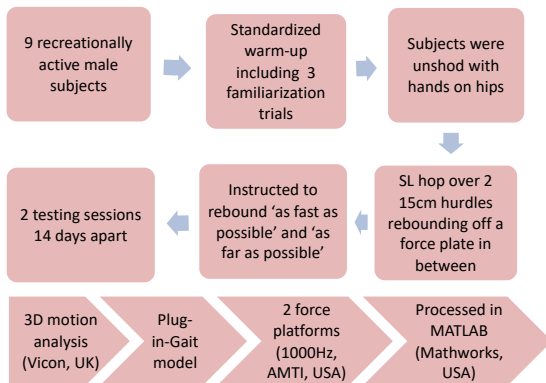 9 recreationally
active male
subjects
Standardized
warm-up
including 3
familiarization
trials
Subjects were
unshod with
hands on hips
SL hop over 2
15cm hurdles
rebounding off a
force plate in
between
Instructed to
rebound ‘as fast as
possible’ and ‘as
far as possible’
2 testing sessions
14 days apart
3D motion
analysis
(Vicon, UK)
Plug-
in-Gait
model
2 force
platforms
(1000Hz,
AMTI, USA)
Processed in
MATLAB
(Mathworks,
USA)